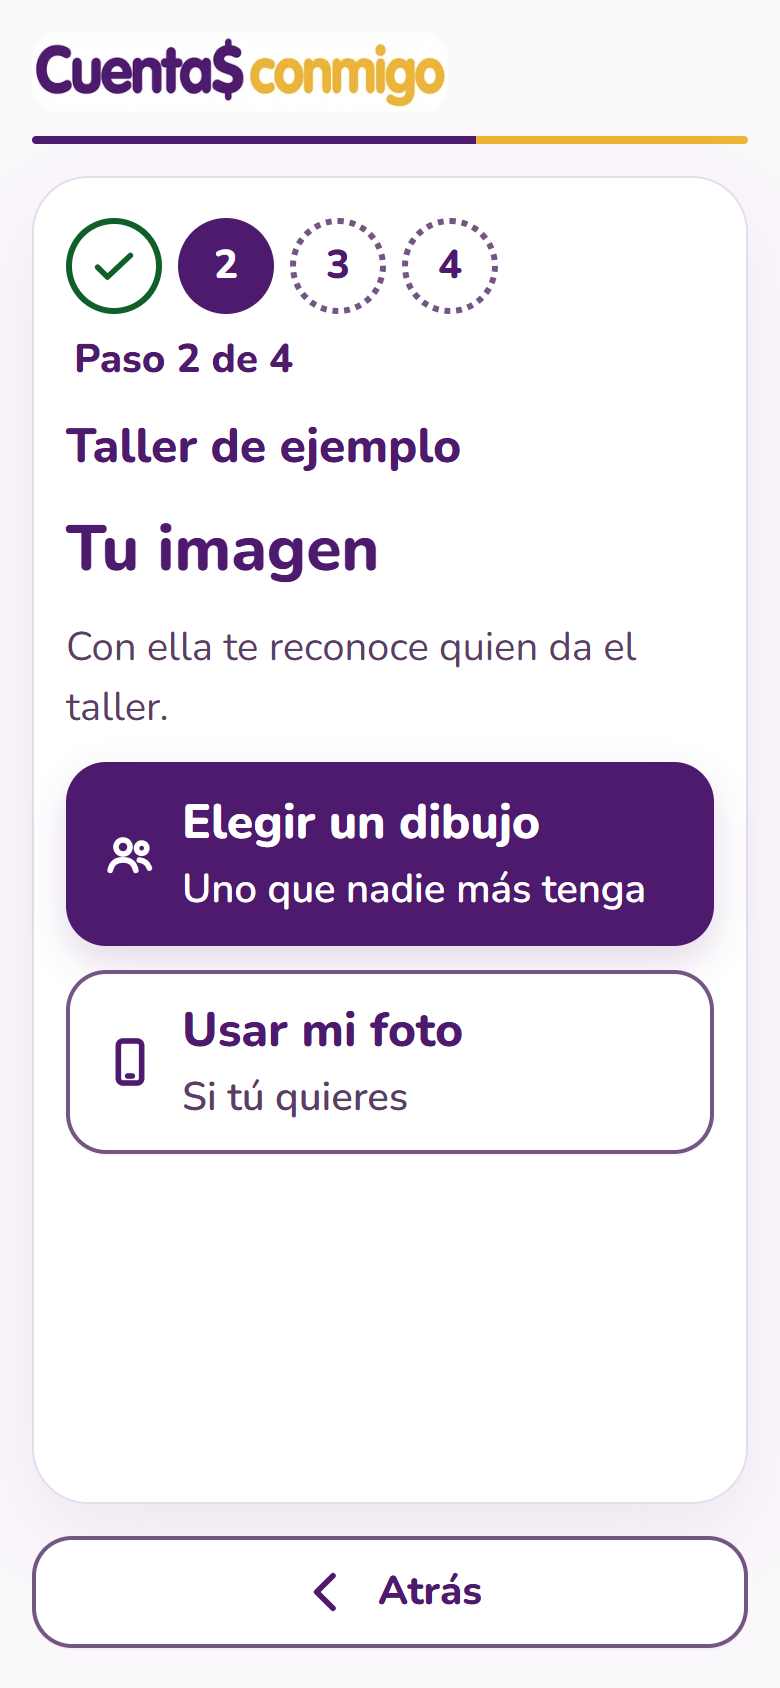 Cuenta$ conmigo
2 3 4
Paso 2 de 4
Taller de ejemplo
Tu imagen
Con ella te reconoce quien da el
taller.
Elegir un dibujo
Uno que nadie más tenga
Usar mi foto
Si tú quieres
Atrás